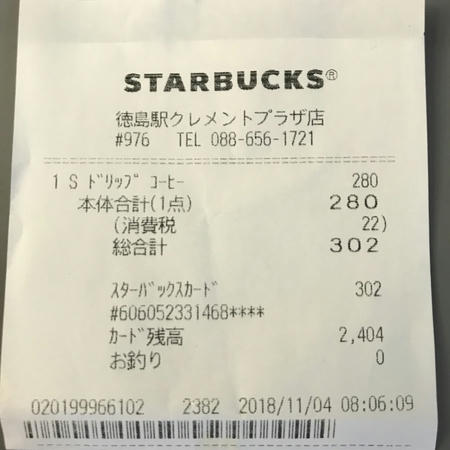 STARBUCKS®
徳島駅クレメントプラザ店
#976 TEL 088-656-1721
1 S ﾄﾞﾘｯﾌﾟ ｺｰﾋｰ 280
本体合計(1点) 280
(消費税 22)
総合計 302
ｽﾀｰﾊﾞｯｸｽｶｰﾄﾞ 302
#606052331468****
ｶｰﾄﾞ残高 2,404
お釣り 0
020199966102 2382 2018/11/04 08:06:09